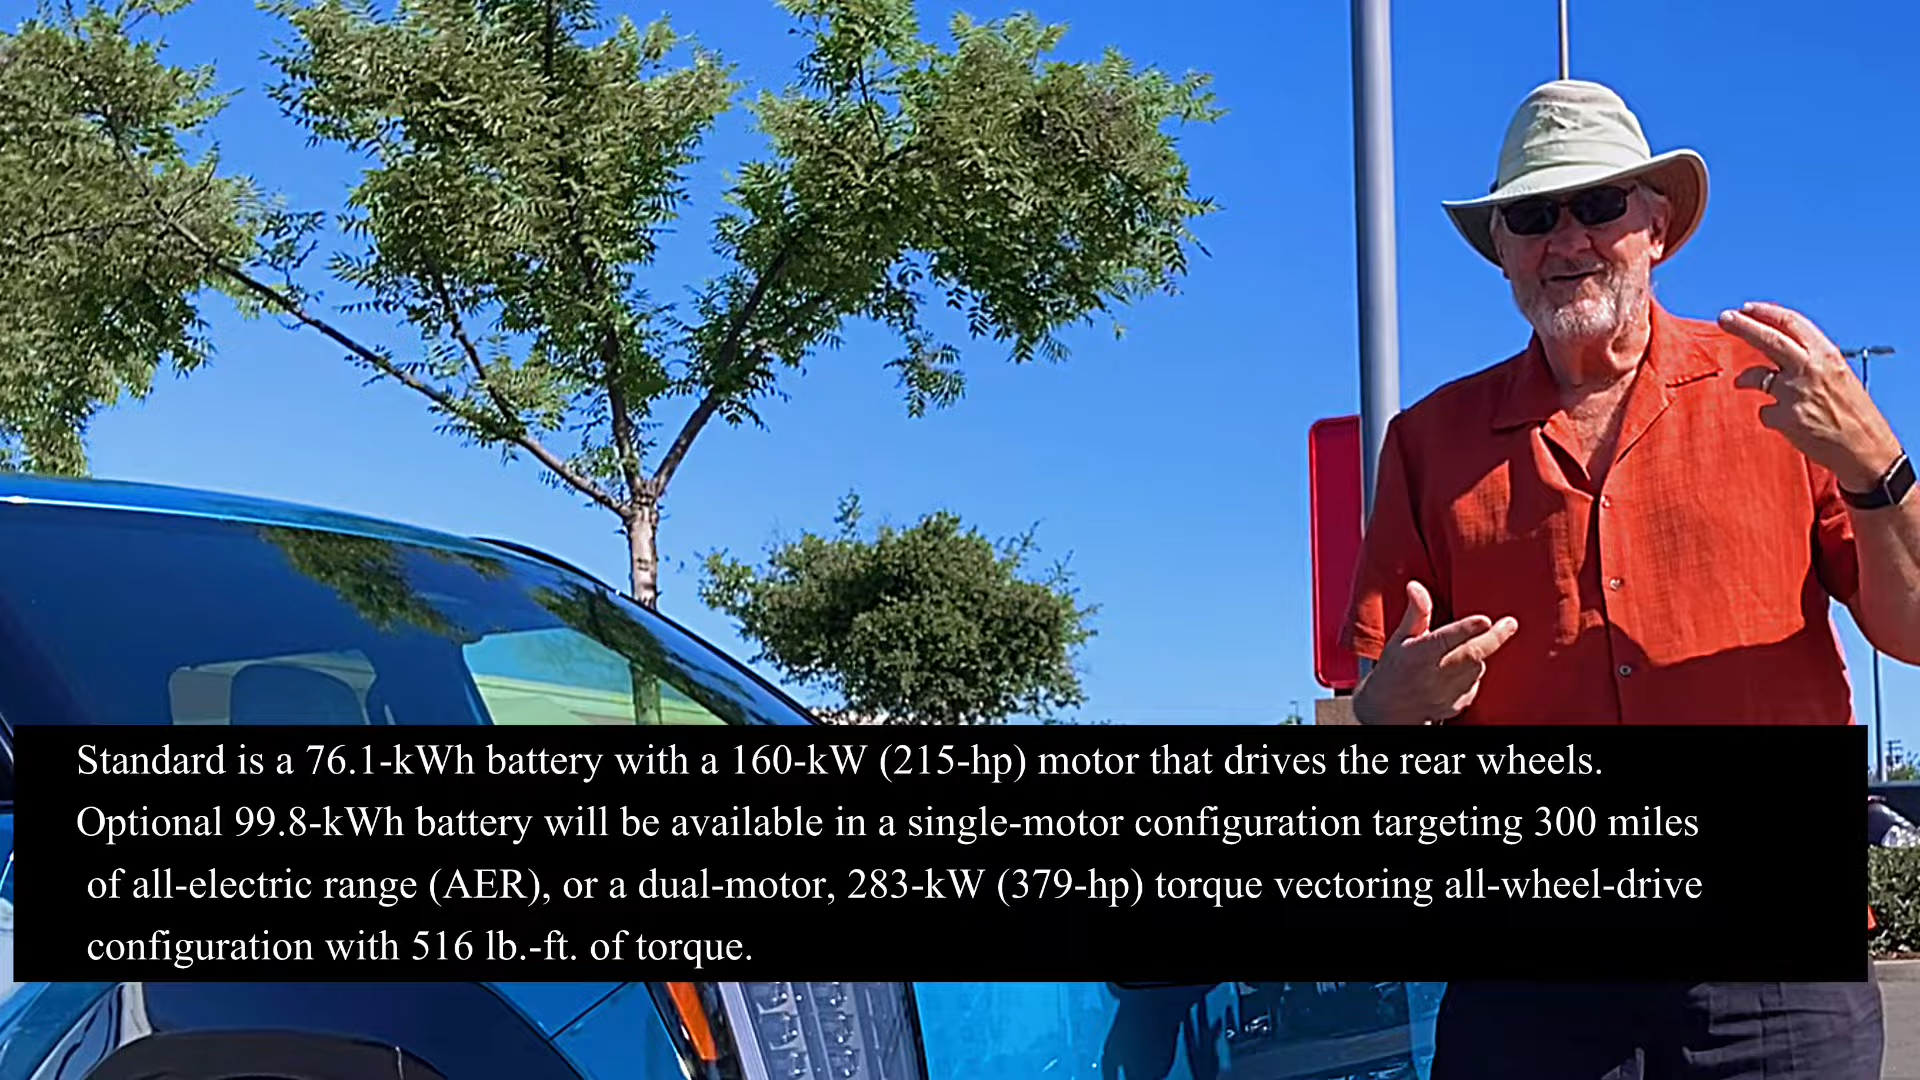 Standard is a 76.1-kWh battery with a 160-kW (215-hp) motor that drives the rear wheels.
Optional 99.8-kWh battery will be available in a single-motor configuration targeting 300 miles
of all-electric range (AER), or a dual-motor, 283-kW (379-hp) torque vectoring all-wheel-drive
configuration with 516 lb.-ft. of torque.